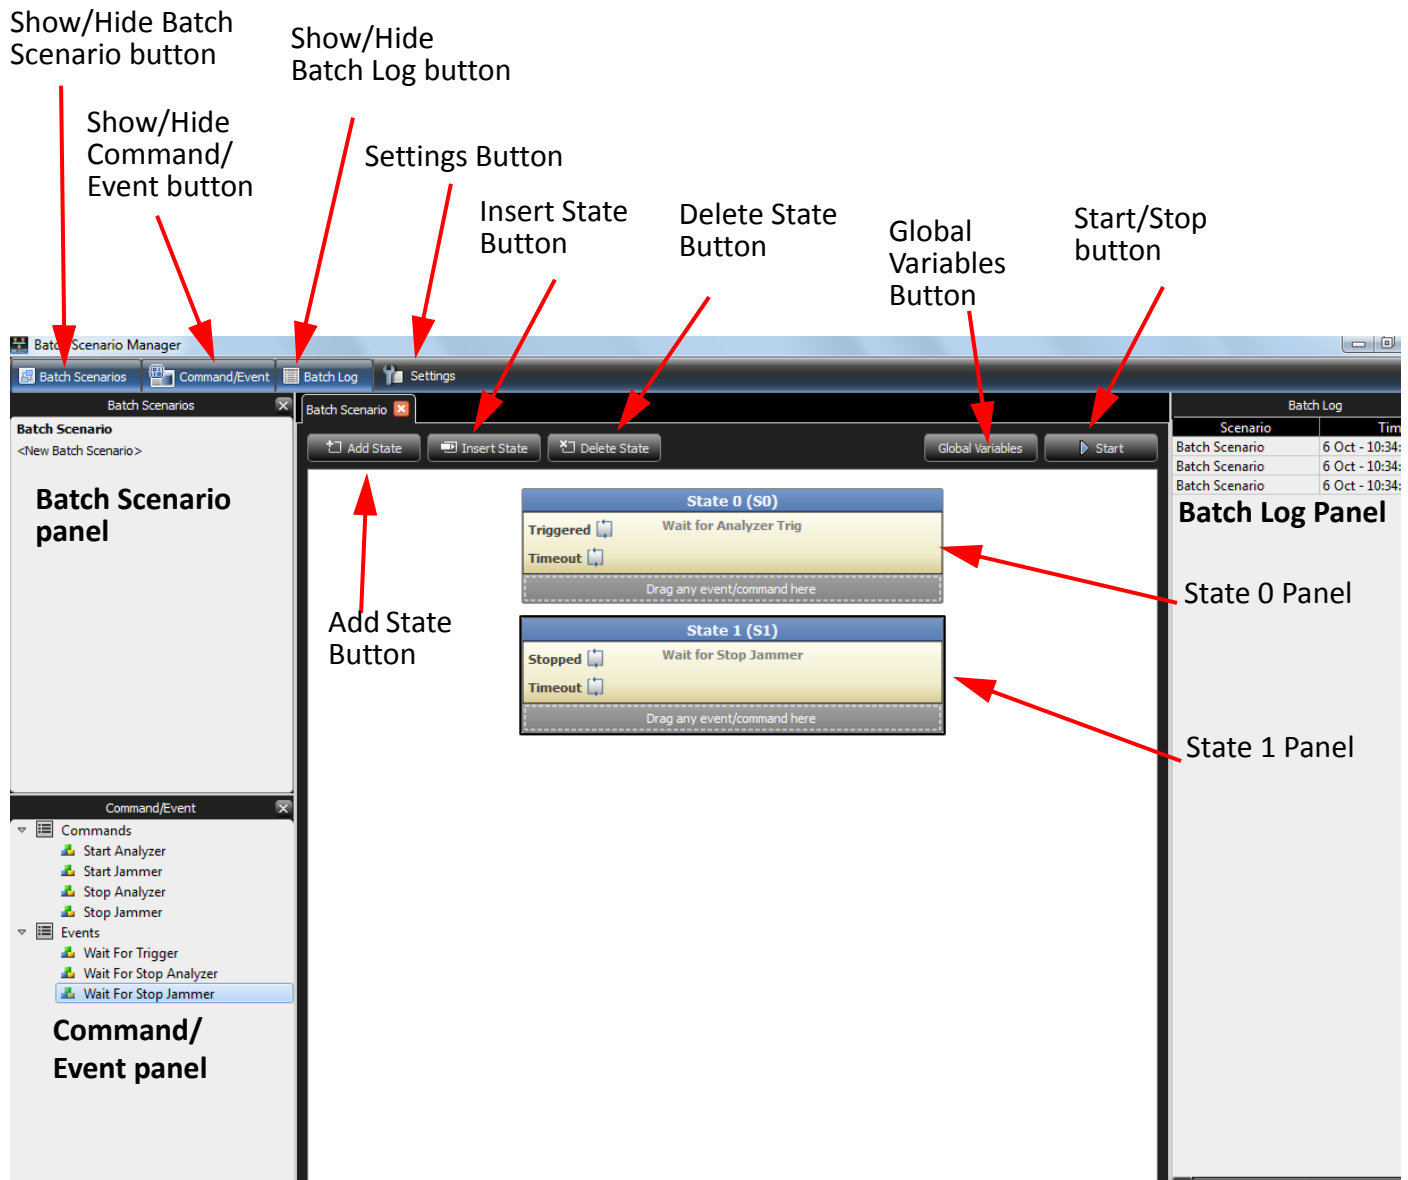 Show/Hide Batch
Scenario button
Show/Hide
Batch Log button
Show/Hide
Command/
Event button
Settings Button
Insert State
Button
Delete State
Button
Global
Variables
Button
Start/Stop
button
Batch Scenario Manager
Batch Scenarios
Command/Event
Batch Log
Settings
Batch Scenarios
Batch Scenario
<New Batch Scenario>
Batch Scenario
panel
Batch Scenario
Add State
Insert State
Delete State
Global Variables
Start
State 0 (S0)
Triggered
Wait for Analyzer Trig
Timeout
Drag any event/command here
State 1 (S1)
Stopped
Wait for Stop Jammer
Timeout
Drag any event/command here
Add State
Button
Batch Log
Scenario Tim
Batch Scenario 6 Oct - 10:34:
Batch Scenario 6 Oct - 10:34:
Batch Scenario 6 Oct - 10:34:
Batch Log Panel
State 0 Panel
State 1 Panel
Command/Event
Commands
Start Analyzer
Start Jammer
Stop Analyzer
Stop Jammer
Events
Wait For Trigger
Wait For Stop Analyzer
Wait For Stop Jammer
Command/
Event panel